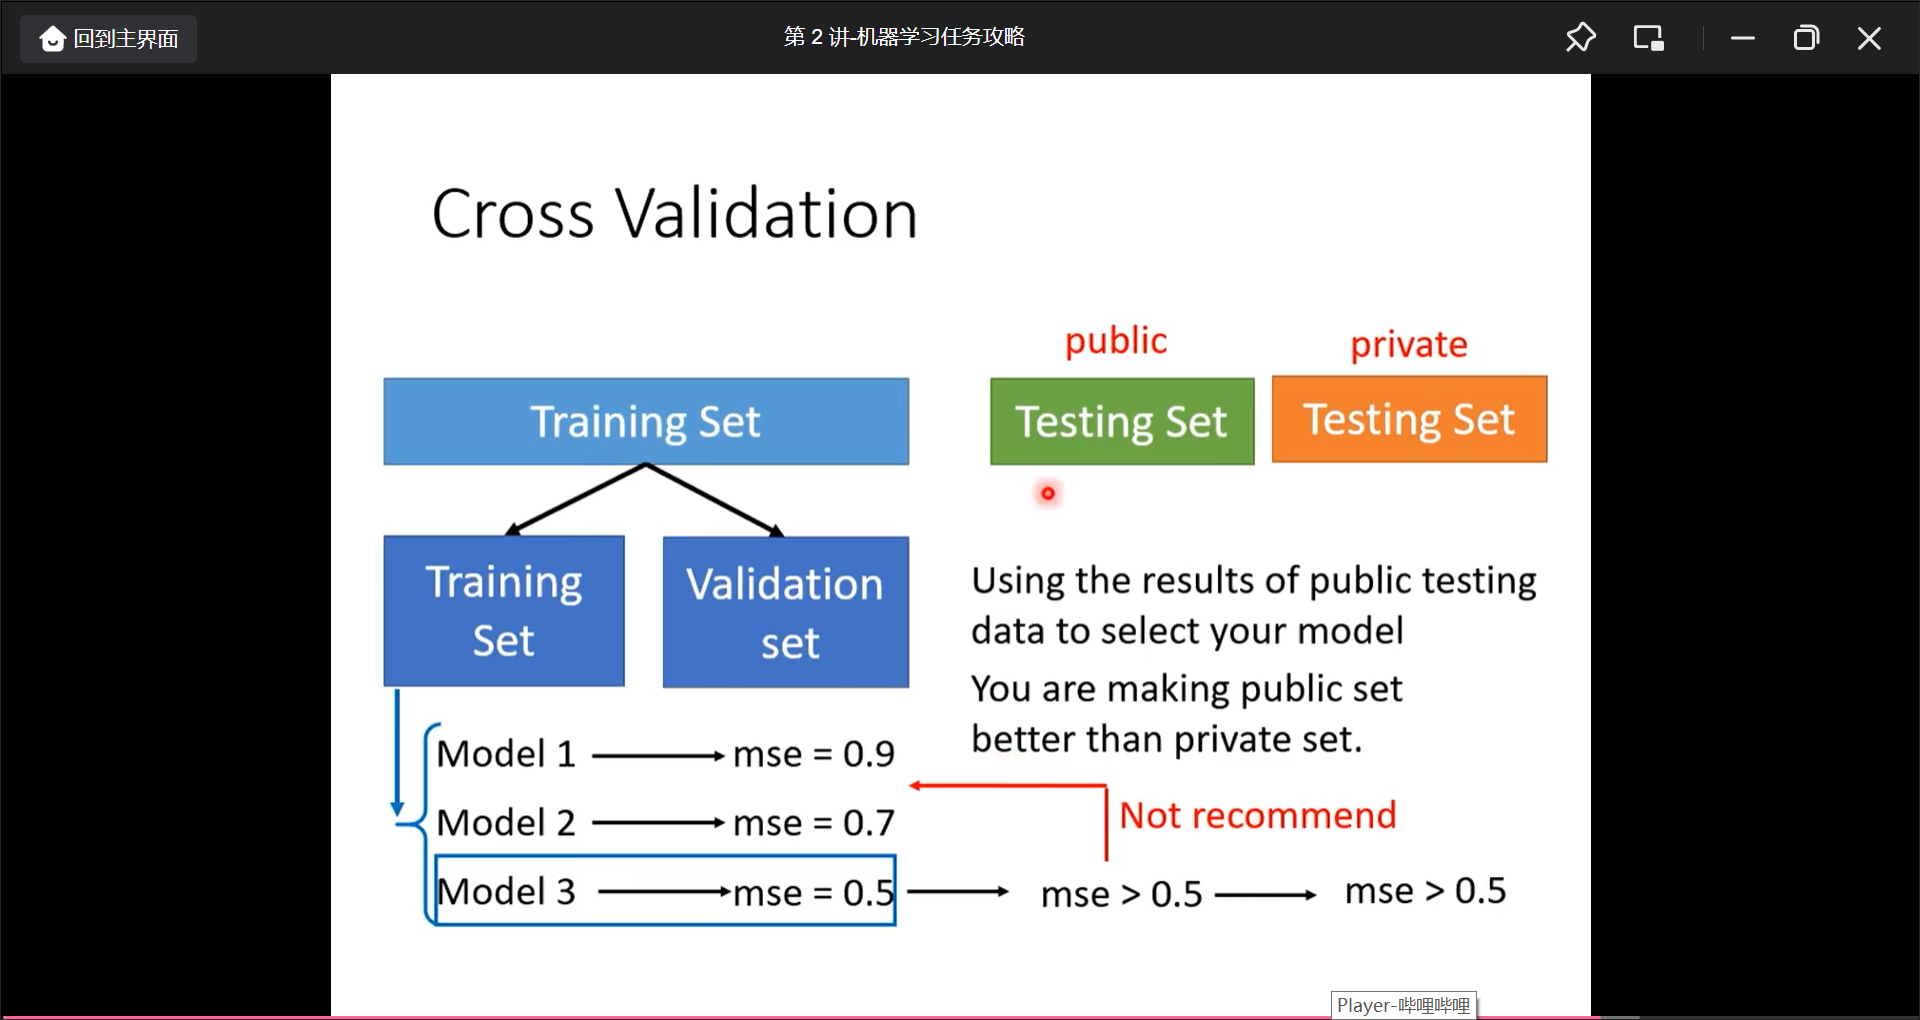 回到主界面
第 2 讲-机器学习任务攻略
Cross Validation
public
private
Training Set
Testing Set
Testing Set
Training
Set
Validation
set
Using the results of public testing
data to select your model
You are making public set
better than private set.
Model 1
mse = 0.9
Model 2
mse = 0.7
Not recommend
Model 3
mse = 0.5
mse > 0.5
mse > 0.5
Player-哔哩哔哩